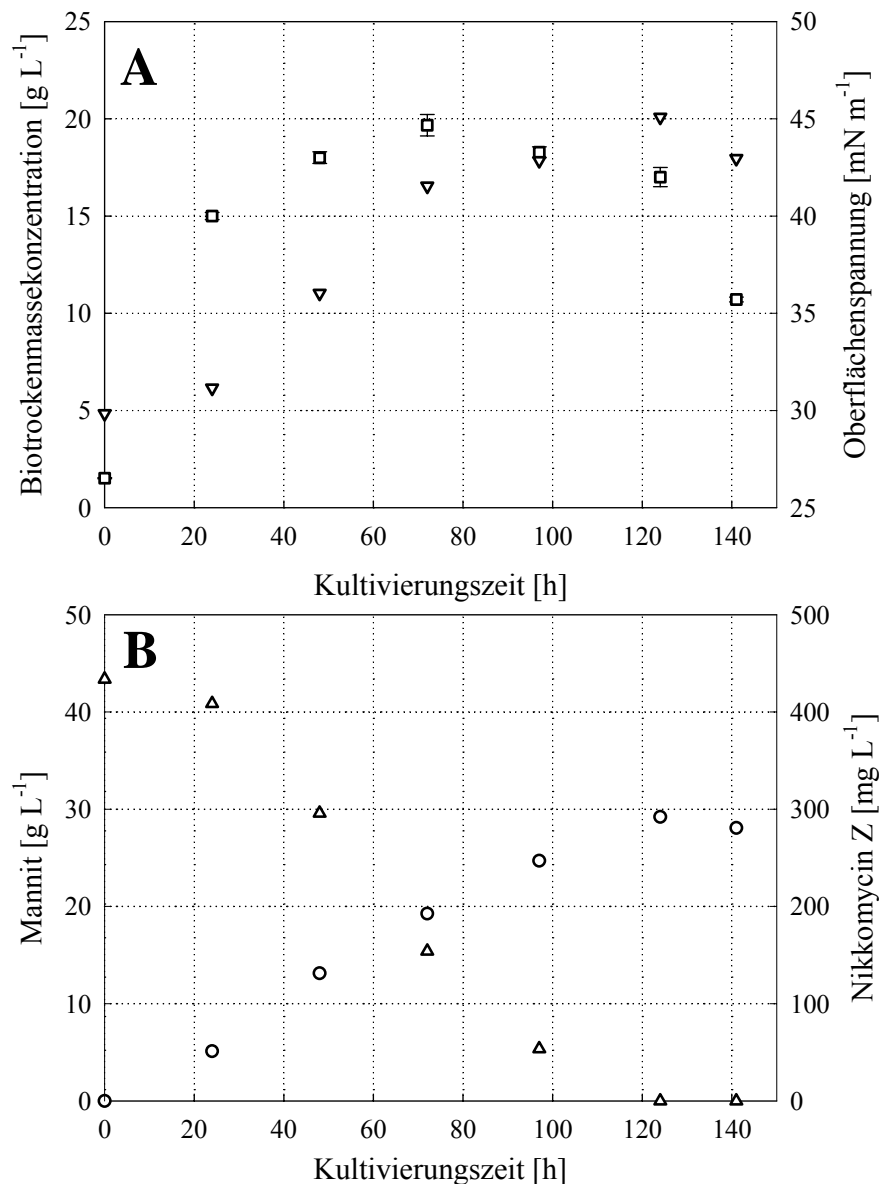 A
Biotrockenmassekonzentration [g L⁻¹]
25
20
15
10
5
0
Oberflächenspannung [mN m⁻¹]
50
45
40
35
30
25
0 20 40 60 80 100 120 140
Kultivierungszeit [h]
B
Mannit [g L⁻¹]
50
40
30
20
10
0
Nikkomycin Z [mg L⁻¹]
500
400
300
200
100
0
0 20 40 60 80 100 120 140
Kultivierungszeit [h]